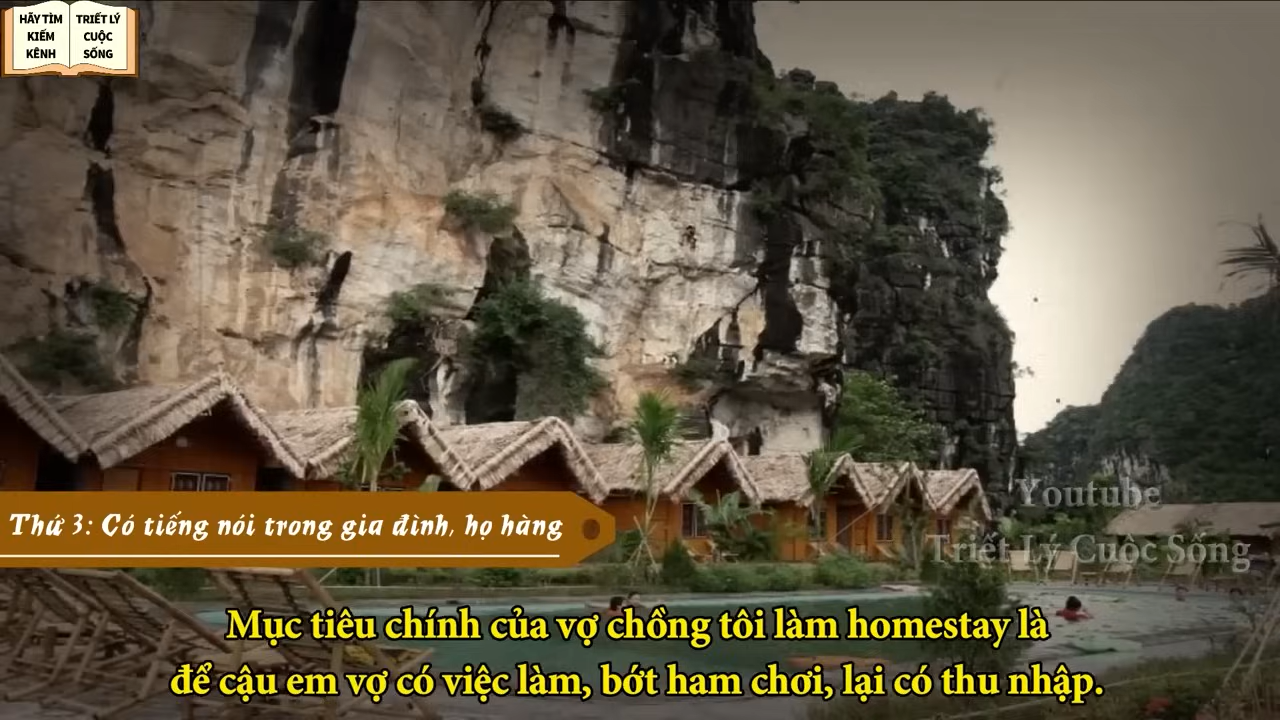 HÃY TÌM
KIẾM
KÊNH
TRIẾT LÝ
CUỘC
SỐNG
Youtube
Triết Lý Cuộc Sống
Thứ 3: Có tiếng nói trong gia đình, họ hàng
Mục tiêu chính của vợ chồng tôi làm homestay là
để cậu em vợ có việc làm, bớt ham chơi, lại có thu nhập.